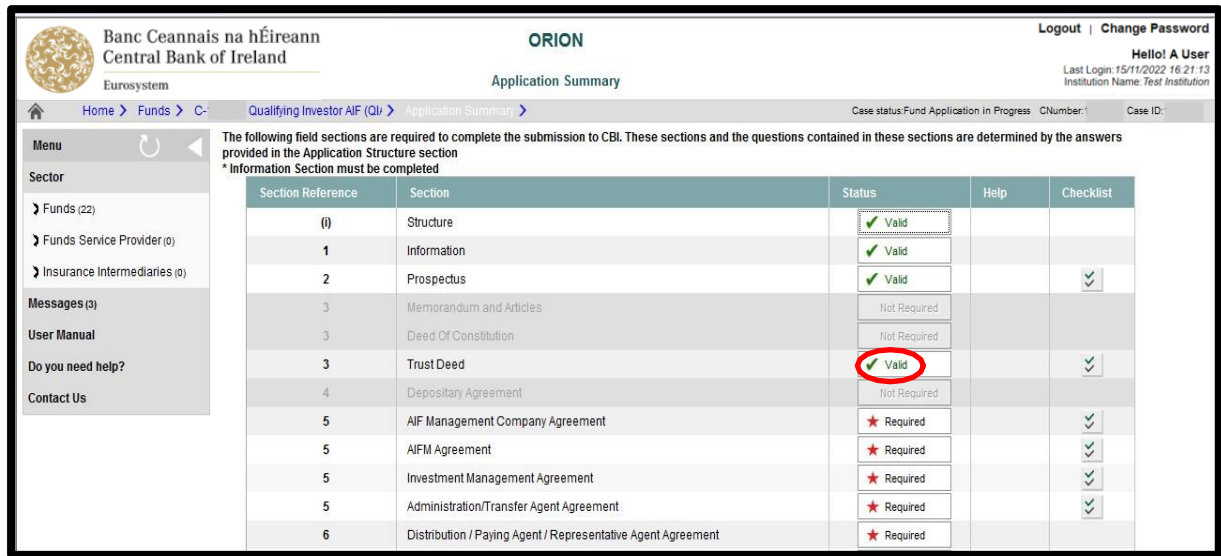 Banc Ceannais na hÉireann
Central Bank of Ireland
Eurosystem
ORION
Application Summary
Logout | Change Password
Hello! A User
Last Login:15/11/2022 16:21:13
Institution Name:Test Institution
Home > Funds > C- Qualifying Investor AIF (QI > Application Summary > Case status:Fund Application in Progress CNumber: Case ID:
Menu
Sector
Funds (22)
Funds Service Provider (0)
Insurance Intermediaries (0)
Messages (3)
User Manual
Do you need help?
Contact Us
The following field sections are required to complete the submission to CBI. These sections and the questions contained in these sections are determined by the answers
provided in the Application Structure section
* Information Section must be completed
Section Reference Section Status Help Checklist
(i) Structure Valid
1 Information Valid
2 Prospectus Valid
3 Memorandum and Articles Not Required
3 Deed Of Constitution Not Required
3 Trust Deed Valid
4 Depositary Agreement Not Required
5 AIF Management Company Agreement Required
5 AIFM Agreement Required
5 Investment Management Agreement Required
5 Administration/Transfer Agent Agreement Required
6 Distribution / Paying Agent / Representative Agent Agreement Required